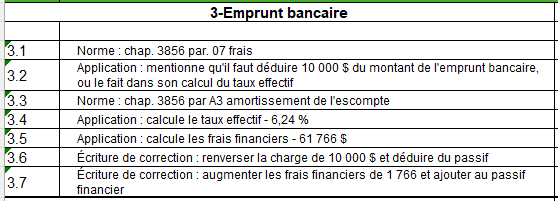 3-Emprunt bancaire
3.1 Norme : chap. 3856 par. 07 frais
3.2 Application : mentionne qu'il faut déduire 10 000 $ du montant de l'emprunt bancaire,
ou le fait dans son calcul du taux effectif
3.3 Norme : chap. 3856 par A3 amortissement de l'escompte
3.4 Application : calcule le taux effectif - 6,24 %
3.5 Application : calcule les frais financiers - 61 766 $
3.6 Écriture de correction : renverser la charge de 10 000 $ et déduire du passif
3.7 Écriture de correction : augmenter les frais financiers de 1 766 et ajouter au passif
financier